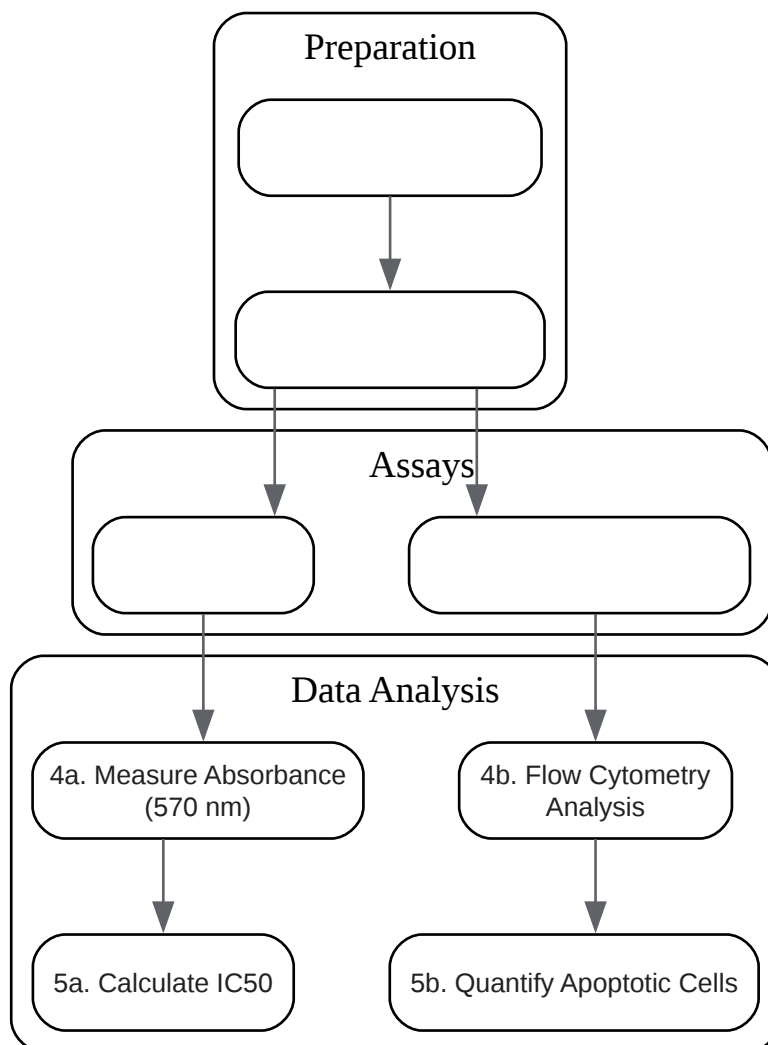 Preparation
Assays
Data Analysis
4a. Measure Absorbance
(570 nm)
4b. Flow Cytometry
Analysis
5a. Calculate IC50
5b. Quantify Apoptotic Cells